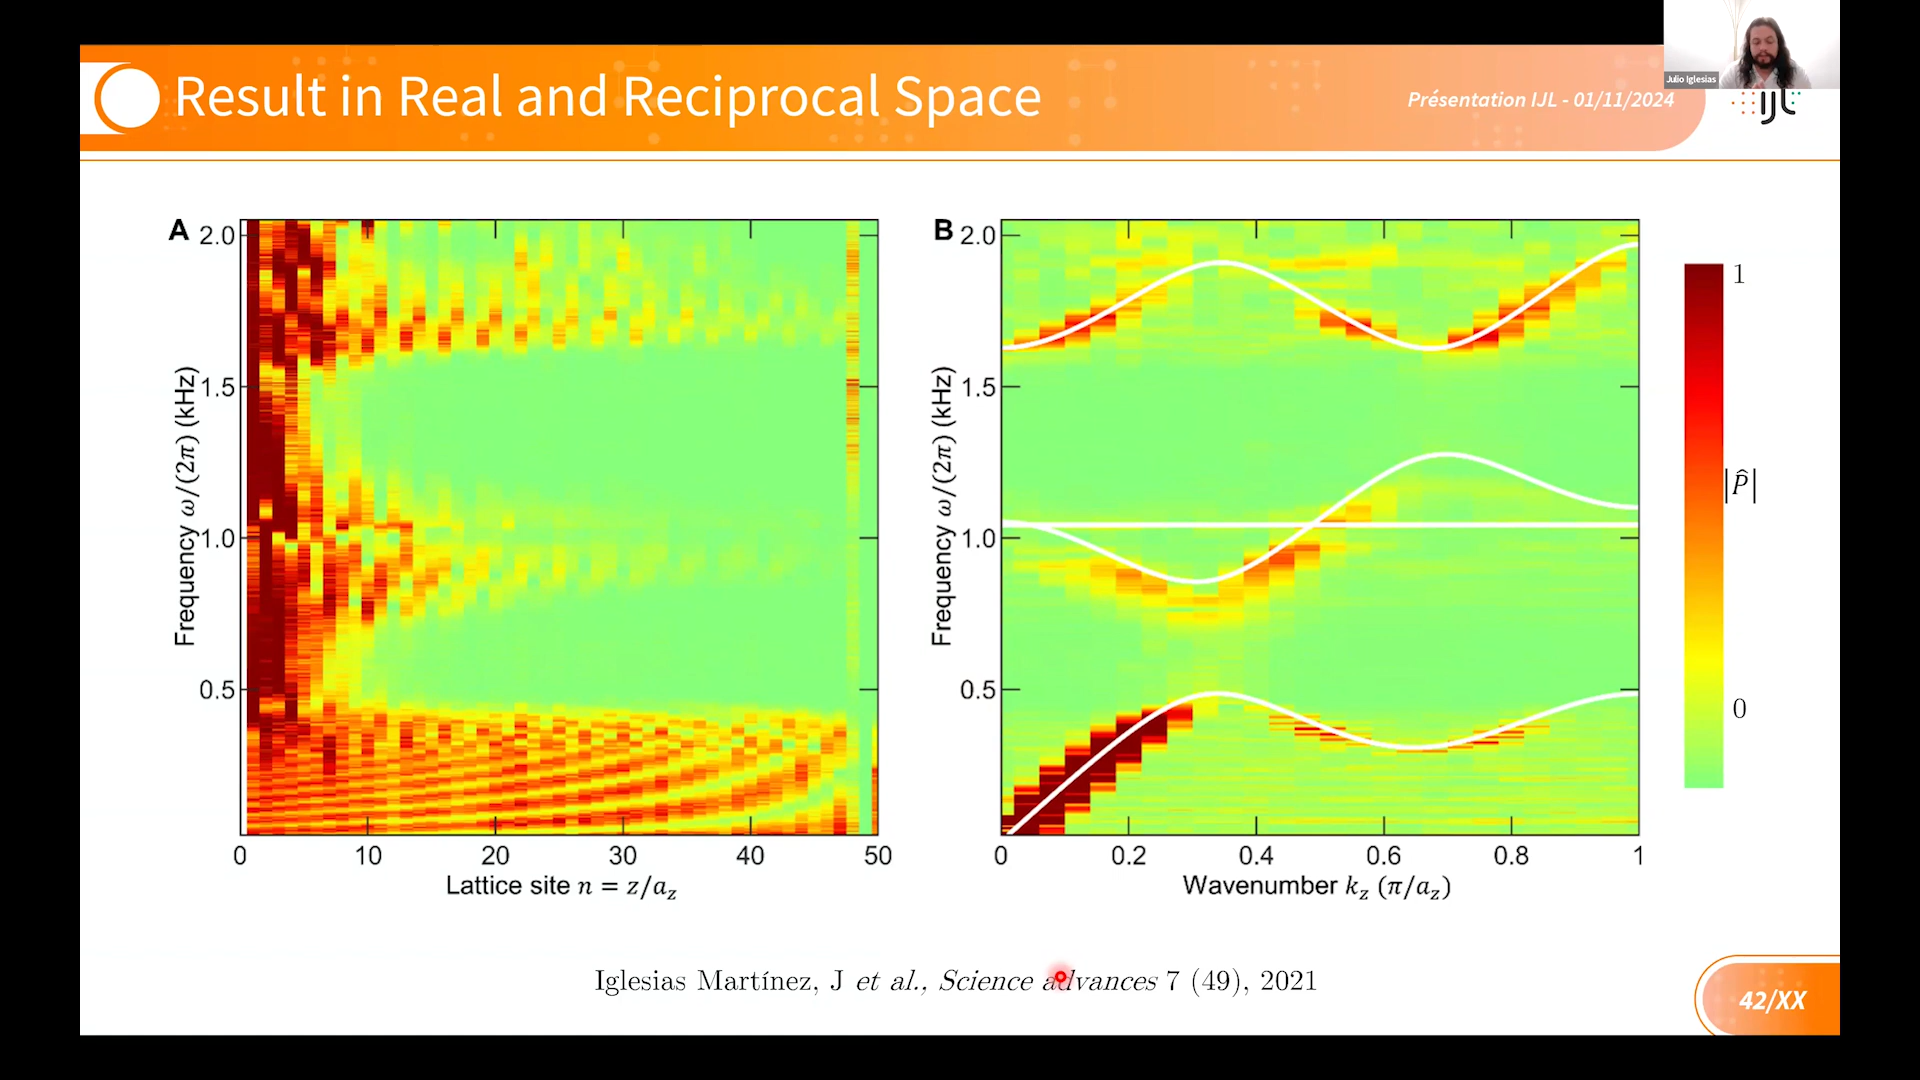 Result in Real and Reciprocal Space
Présentation IJL - 01/11/2024
Julio Iglesias
ijL
A
2.0
1.5
1.0
0.5
Frequency ω/(2π) (kHz)
0 10 20 30 40 50
Lattice site n = z/a_z
B
2.0
1.5
1.0
0.5
Frequency ω/(2π) (kHz)
0 0.2 0.4 0.6 0.8 1
Wavenumber k_z (π/a_z)
1
|P̂|
0
Iglesias Martínez, J et al., Science advances 7 (49), 2021
42/XX